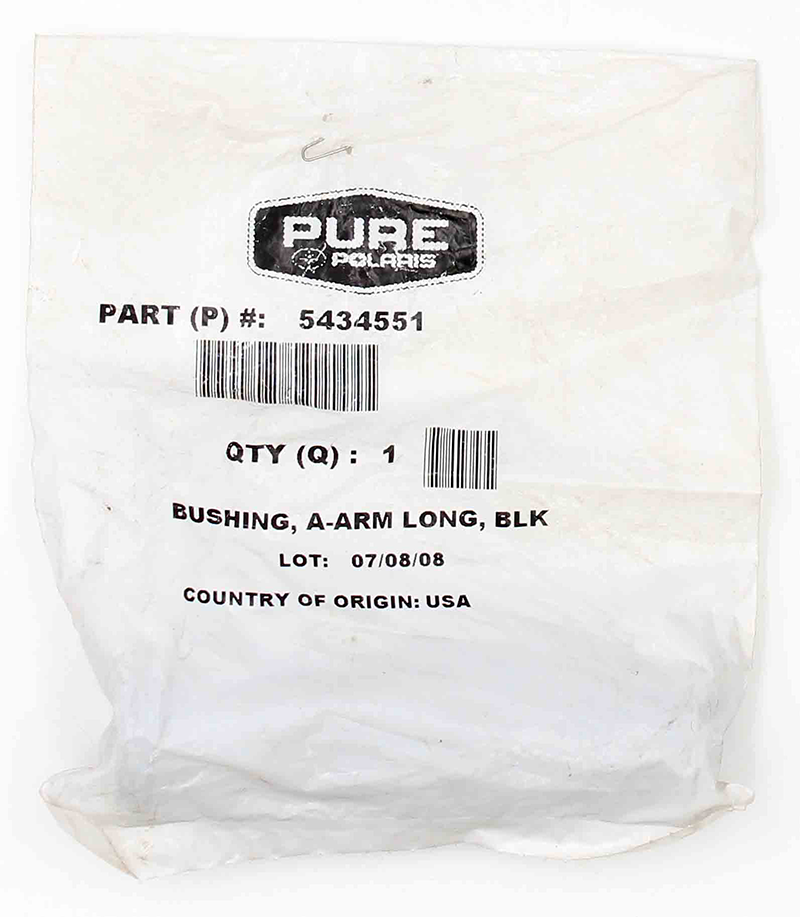 PURE
POLARIS
PART (P) #: 5434551
QTY (Q) : 1
BUSHING, A-ARM LONG, BLK
LOT: 07/08/08
COUNTRY OF ORIGIN: USA